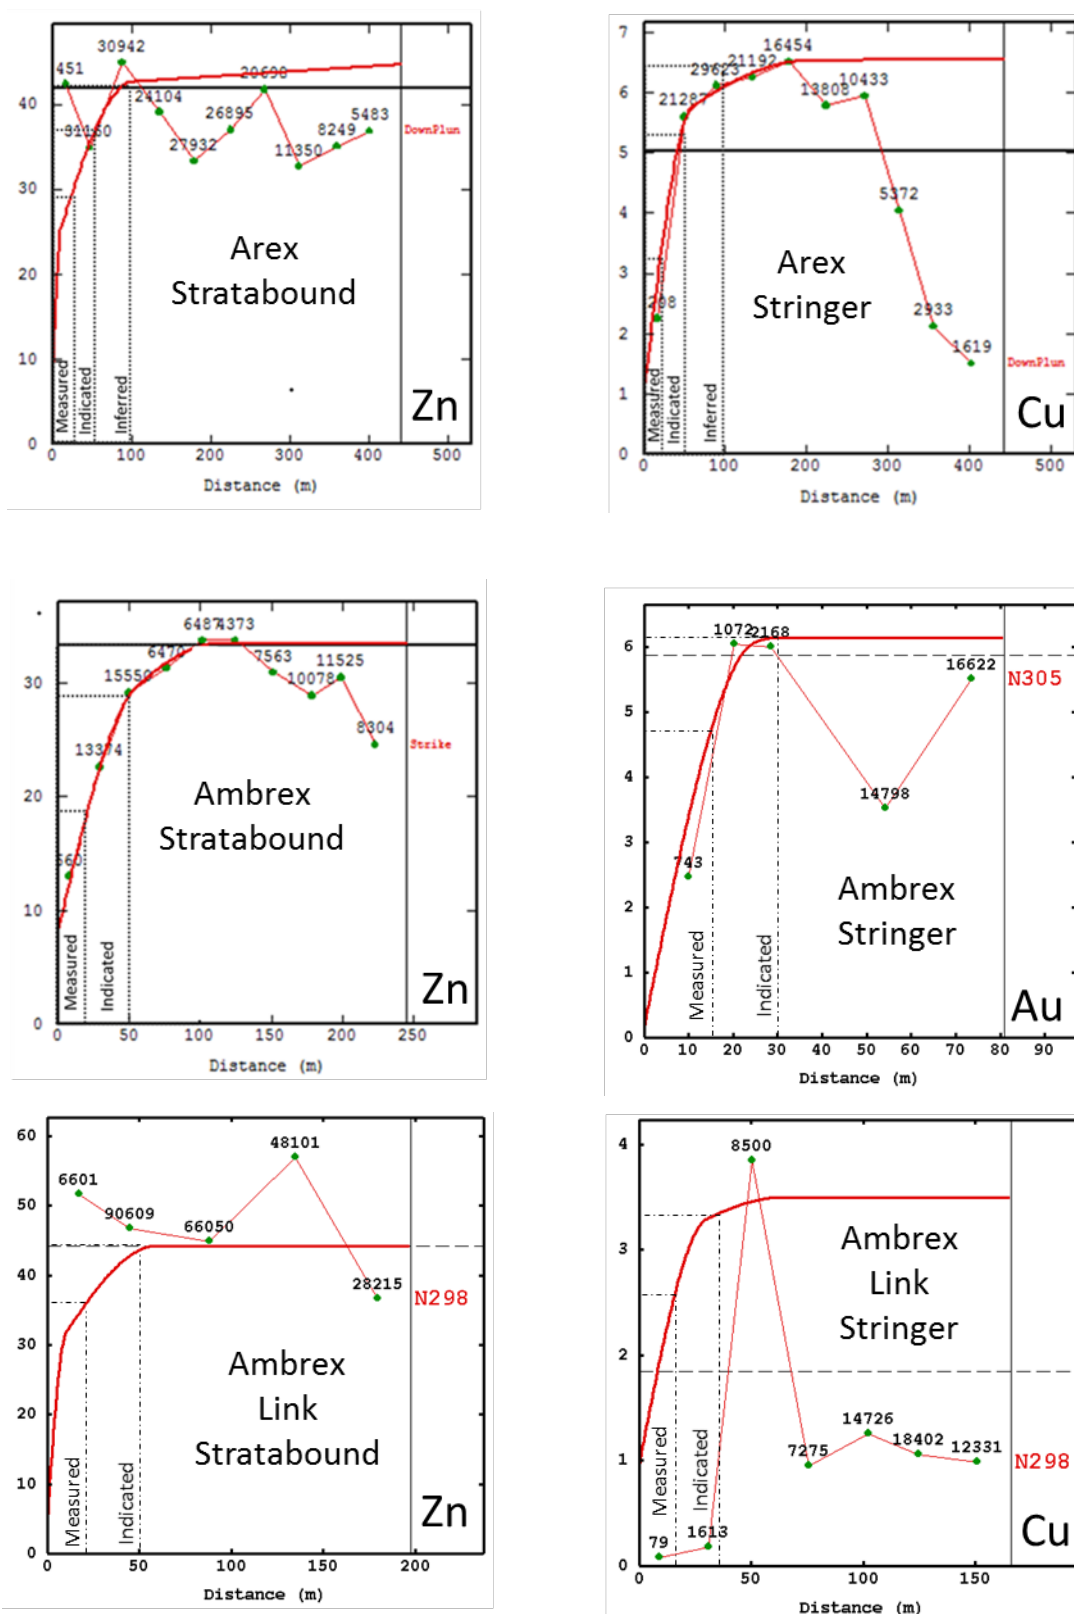 30942
451
20698
40
24104
31160
26895
5483
8249
27932
11350
DownPlun
30
Arex
Stratabound
20
10
Measured
Indicated
Inferred
Zn
0
0 100 200 300 400 500
Distance (m)
7
16454
21192
29623
10433
6
13808
21287
5
5372
4
Arex
Stringer
3
298
2933
2
1619
DownPlun
1
Measured
Indicated
Inferred
Cu
0
0 100 200 300 400 500
Distance (m)
6487
4373
6470
7563
11525
15559
10078
30
8304
Strike
13374
20
Ambrex
Stratabound
560
10
Measured
Indicated
Zn
0
0 50 100 150 200 250
Distance (m)
1072
2168
6
16622
N305
5
4
14798
3
743
Ambrex
Stringer
2
1
Measured
Indicated
Au
0
0 10 20 30 40 50 60 70 80 90
Distance (m)
60
48101
6601
50
90609
66050
40
28215
N298
30
Ambrex
Link
Stratabound
20
10
Measured
Indicated
Zn
0
0 50 100 150 200
Distance (m)
4
8500
3
Ambrex
Link
Stringer
2
14726
18402
12331
7275
1
N298
1613
79
Measured
Indicated
Cu
0
0 50 100 150
Distance (m)